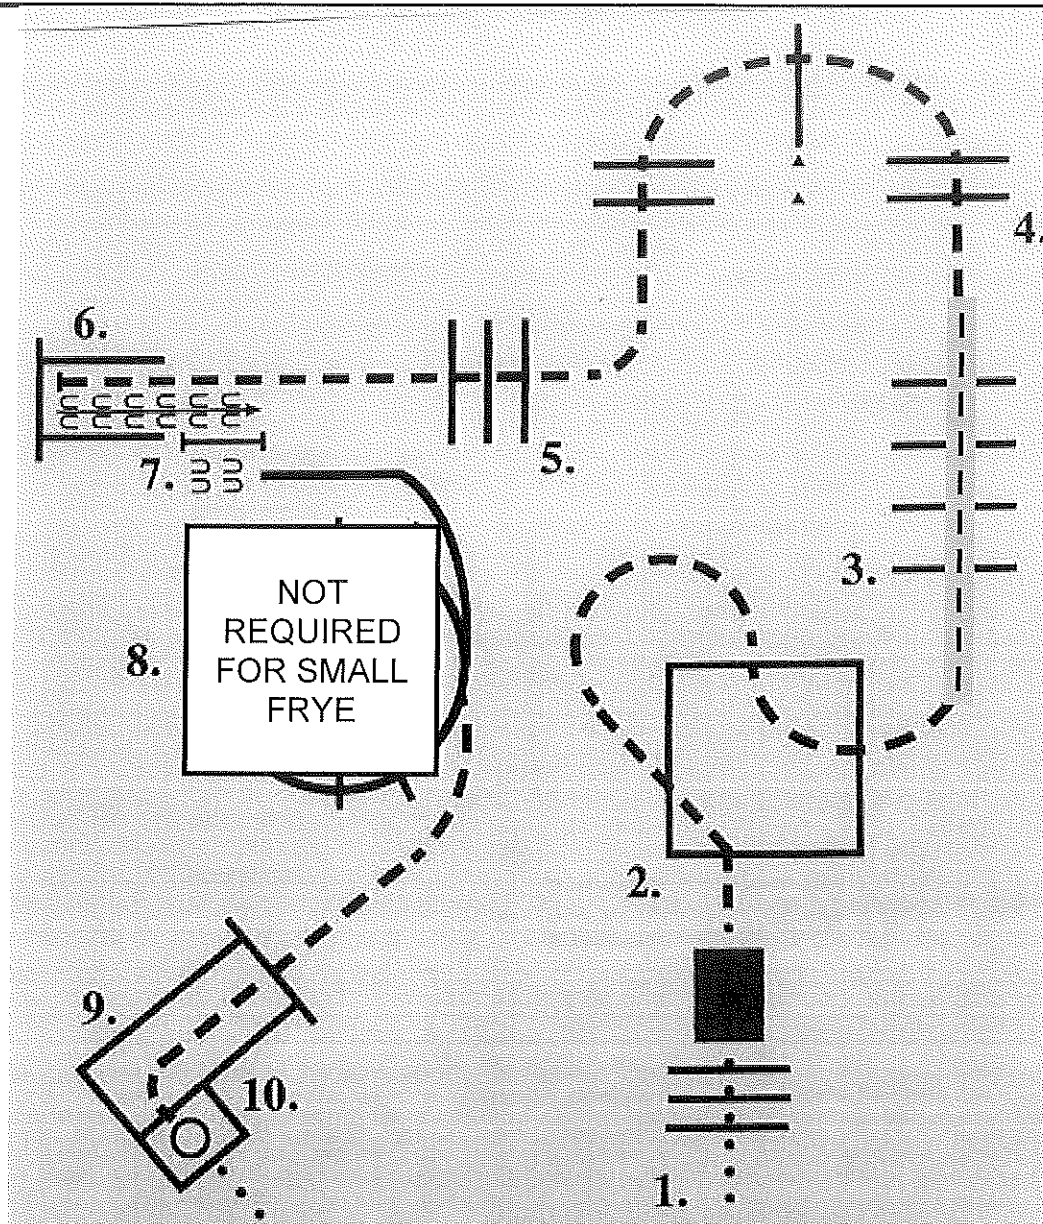 4.
6.
5.
7.
3.
NOT
REQUIRED
FOR SMALL
FRYE
8.
2.
9.
10.
1.